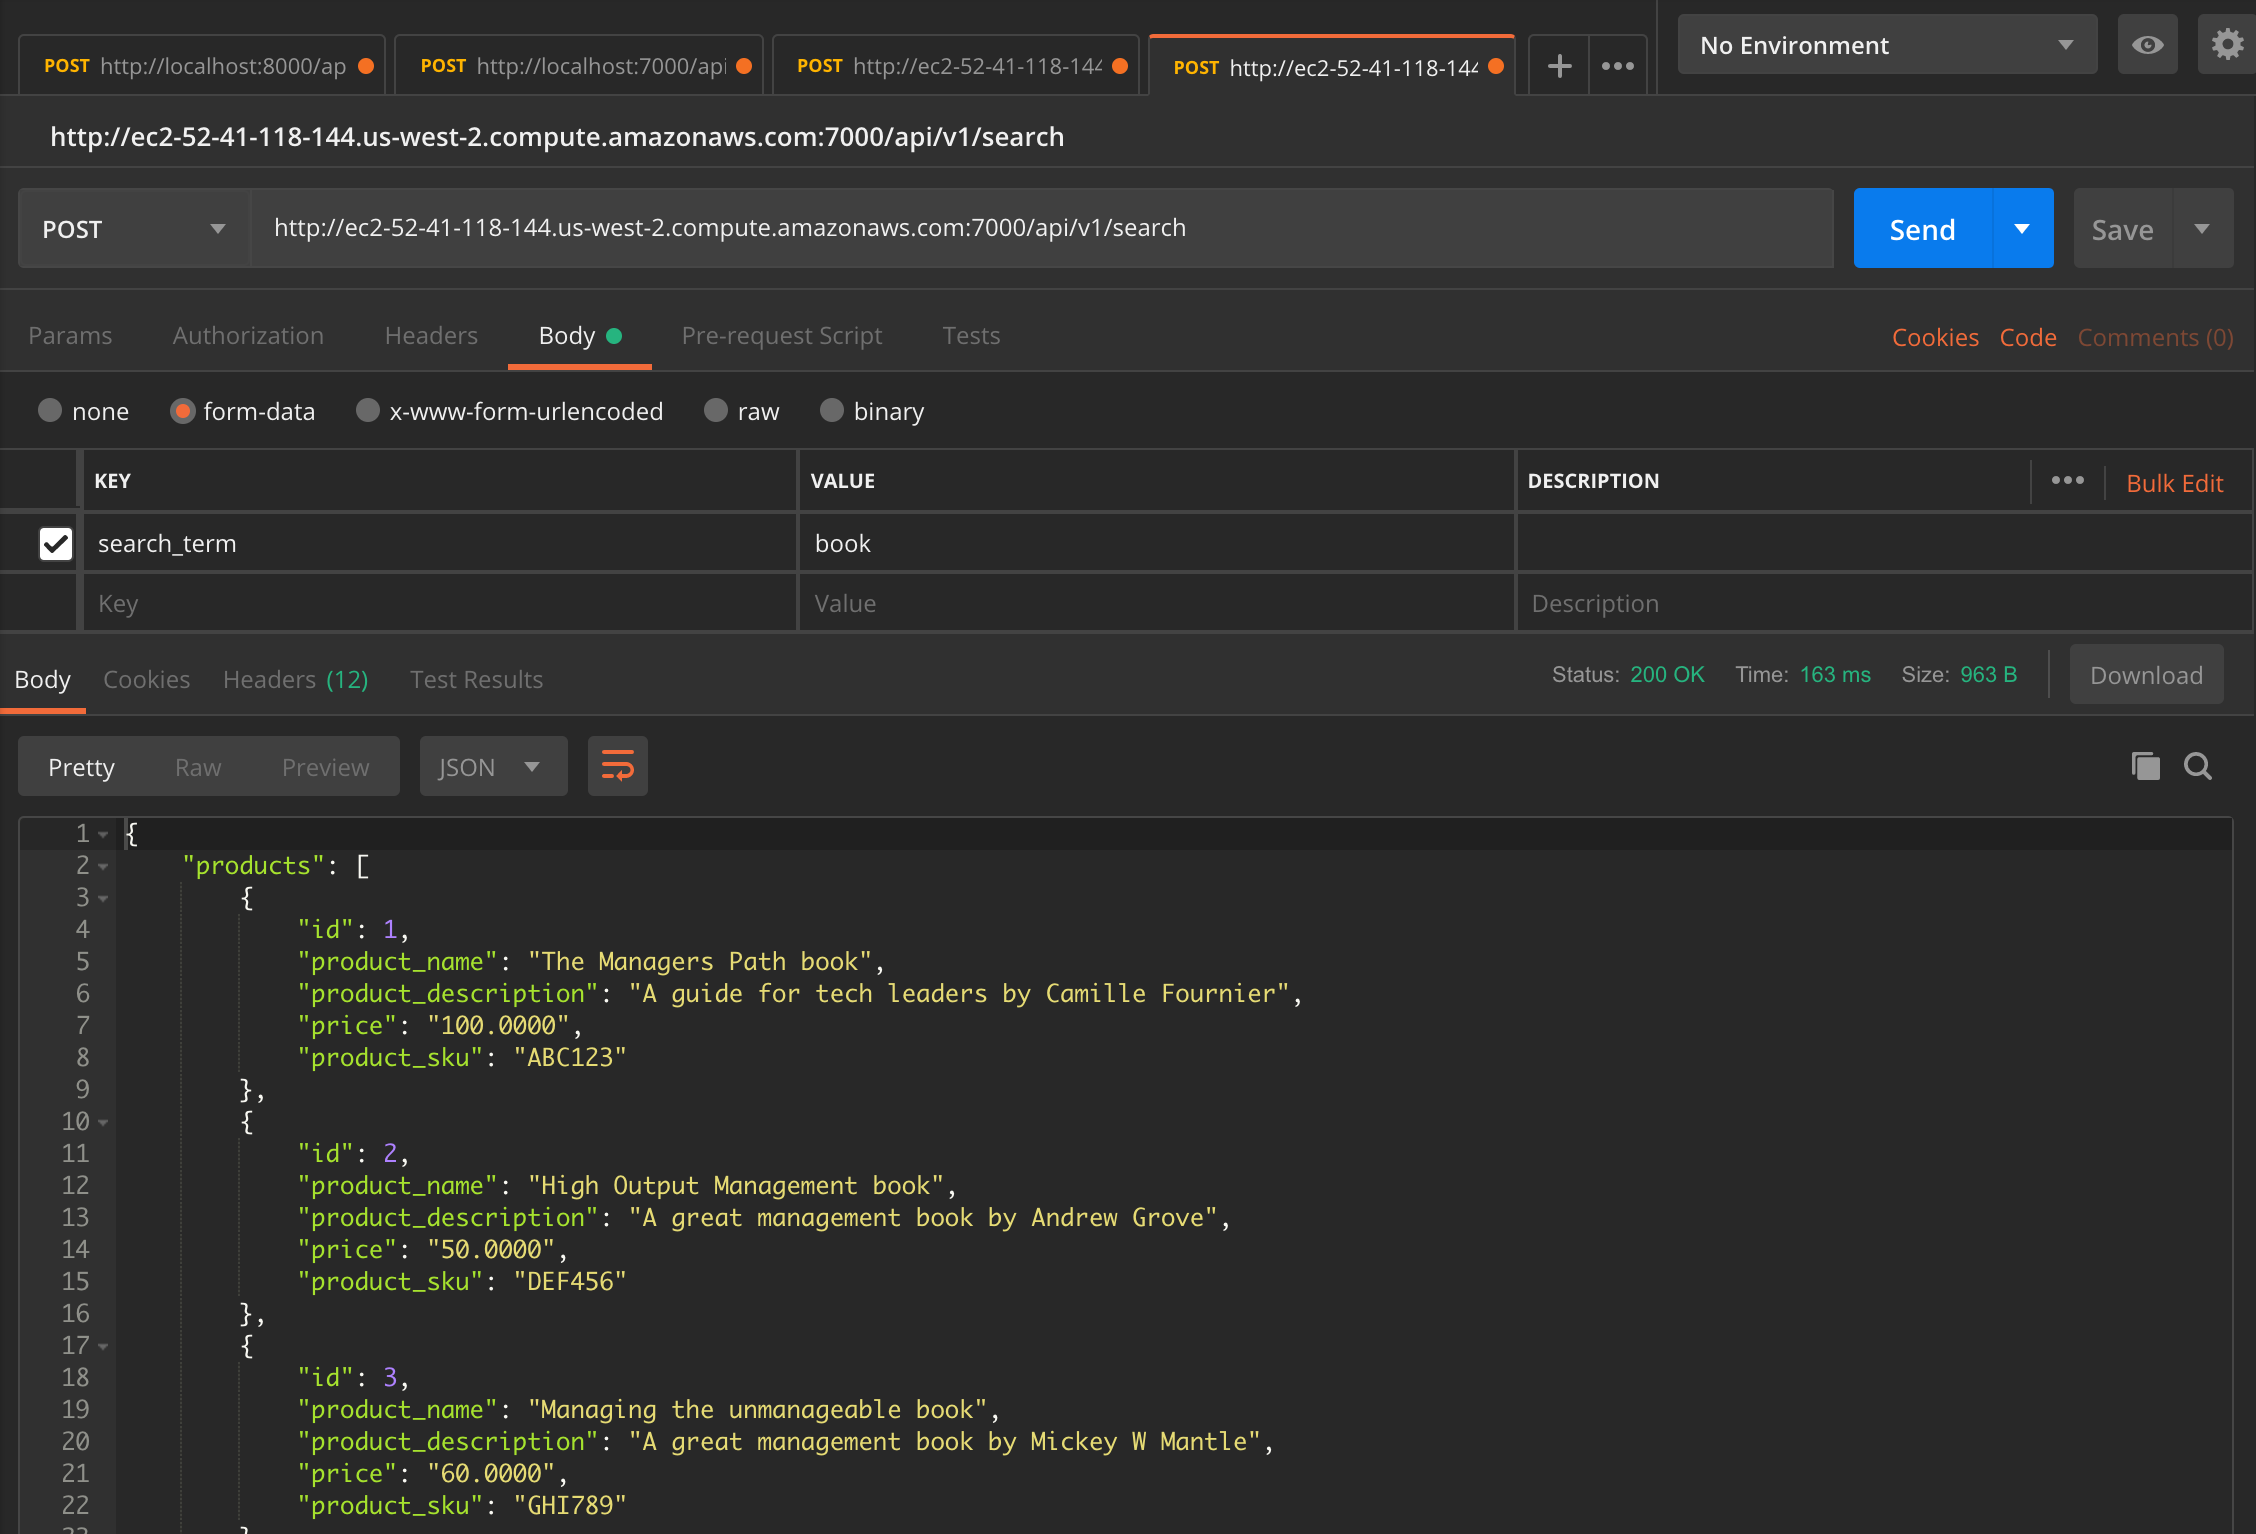 POST http://localhost:8000/ap POST http://localhost:7000/api POST http://ec2-52-41-118-144 POST http://ec2-52-41-118-144 No Environment
http://ec2-52-41-118-144.us-west-2.compute.amazonaws.com:7000/api/v1/search
POST http://ec2-52-41-118-144.us-west-2.compute.amazonaws.com:7000/api/v1/search Send Save
Params Authorization Headers Body Pre-request Script Tests Cookies Code Comments (0)
none form-data x-www-form-urlencoded raw binary
KEY VALUE DESCRIPTION Bulk Edit
search_term book
Key Value Description
Body Cookies Headers (12) Test Results Status: 200 OK Time: 163 ms Size: 963 B Download
Pretty Raw Preview JSON
1 {
2 "products": [
3 {
4 "id": 1,
5 "product_name": "The Managers Path book",
6 "product_description": "A guide for tech leaders by Camille Fournier",
7 "price": "100.0000",
8 "product_sku": "ABC123"
9 },
10 {
11 "id": 2,
12 "product_name": "High Output Management book",
13 "product_description": "A great management book by Andrew Grove",
14 "price": "50.0000",
15 "product_sku": "DEF456"
16 },
17 {
18 "id": 3,
19 "product_name": "Managing the unmanageable book",
20 "product_description": "A great management book by Mickey W Mantle",
21 "price": "60.0000",
22 "product_sku": "GHI789"